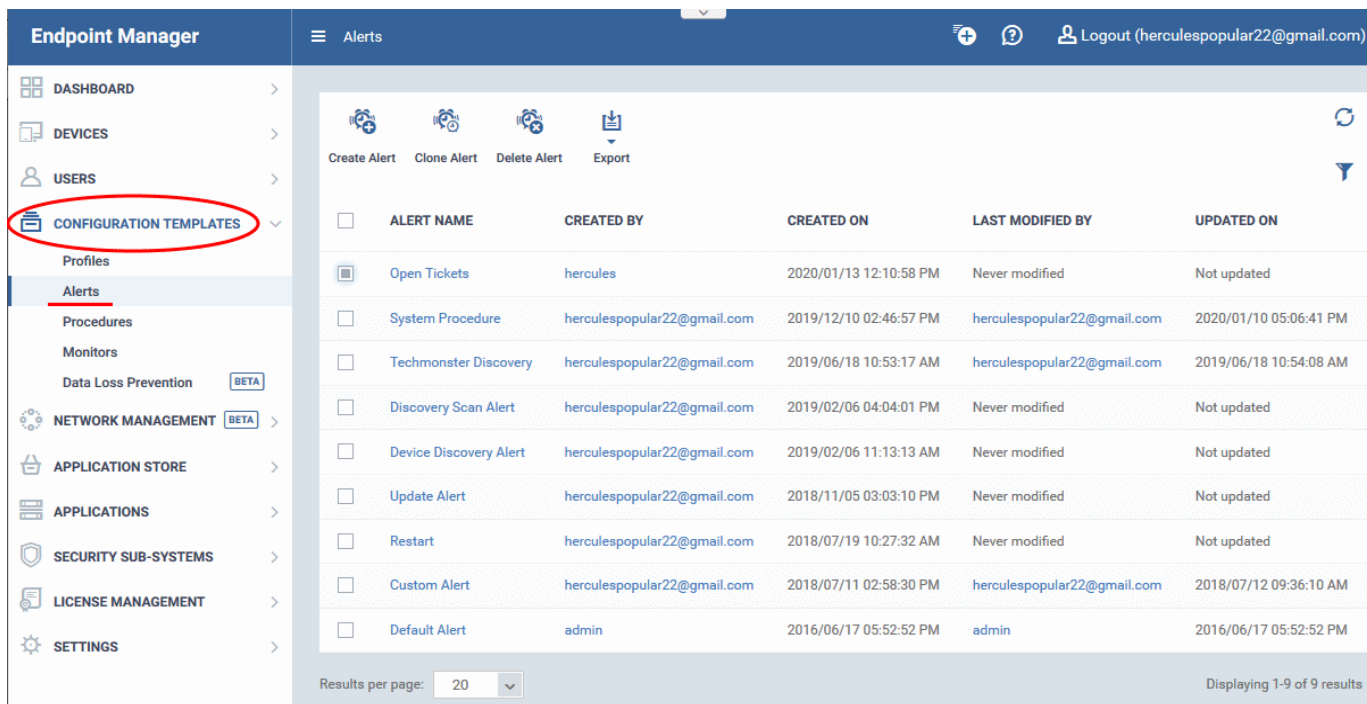 Endpoint Manager
Alerts
Logout (herculespopular22@gmail.com)
DASHBOARD
DEVICES
USERS
CONFIGURATION TEMPLATES
Profiles
Alerts
Procedures
Monitors
Data Loss Prevention BETA
NETWORK MANAGEMENT BETA
APPLICATION STORE
APPLICATIONS
SECURITY SUB-SYSTEMS
LICENSE MANAGEMENT
SETTINGS
Create Alert Clone Alert Delete Alert Export
ALERT NAME CREATED BY CREATED ON LAST MODIFIED BY UPDATED ON
Open Tickets hercules 2020/01/13 12:10:58 PM Never modified Not updated
System Procedure herculespopular22@gmail.com 2019/12/10 02:46:57 PM herculespopular22@gmail.com 2020/01/10 05:06:41 PM
Techmonster Discovery herculespopular22@gmail.com 2019/06/18 10:53:17 AM herculespopular22@gmail.com 2019/06/18 10:54:08 AM
Discovery Scan Alert herculespopular22@gmail.com 2019/02/06 04:04:01 PM Never modified Not updated
Device Discovery Alert herculespopular22@gmail.com 2019/02/06 11:13:13 AM Never modified Not updated
Update Alert herculespopular22@gmail.com 2018/11/05 03:03:10 PM Never modified Not updated
Restart herculespopular22@gmail.com 2018/07/19 10:27:32 AM Never modified Not updated
Custom Alert herculespopular22@gmail.com 2018/07/11 02:58:30 PM herculespopular22@gmail.com 2018/07/12 09:36:10 AM
Default Alert admin 2016/06/17 05:52:52 PM admin 2016/06/17 05:52:52 PM
Results per page: 20 Displaying 1-9 of 9 results